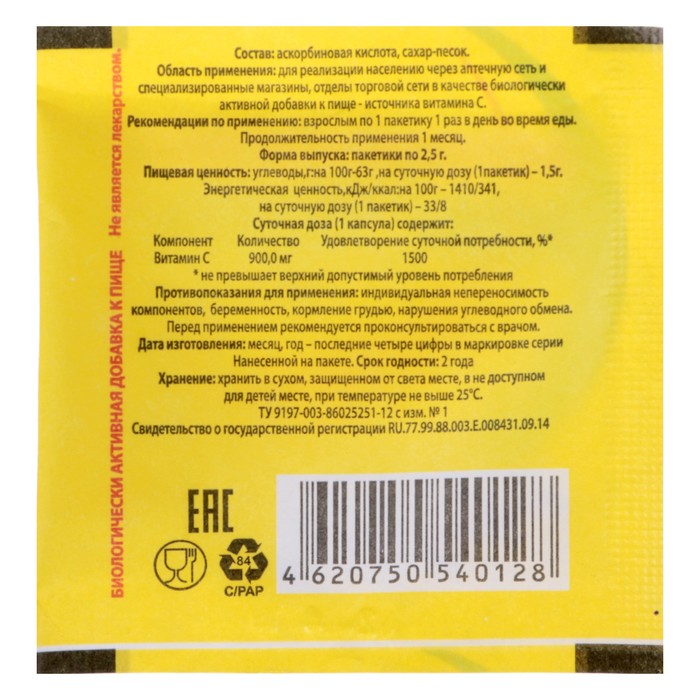 Состав: аскорбиновая кислота, сахар-песок.
Область применения: для реализации населению через аптечную сеть и
специализированные магазины, отделы торговой сети в качестве биологически
активной добавки к пище - источника витамина С.
Рекомендации по применению: взрослым по 1 пакетику 1 раз в день во время еды.
Продолжительность применения 1 месяц.
Форма выпуска: пакетики по 2,5 г.
Пищевая ценность: углеводы,г:на 100г-63г ,на суточную дозу (1пакетик) – 1,5г.
Энергетическая ценность,кДж/ккал:на 100г – 1410/341,
на суточную дозу (1 пакетик) – 33/8
Суточная доза (1 капсула) содержит:
Компонент Количество Удовлетворение суточной потребности, %*
Витамин С 900,0 мг 1500
* не превышает верхний допустимый уровень потребления
Противопоказания для применения: индивидуальная непереносимость
компонентов, беременность, кормление грудью, нарушения углеводного обмена.
Перед применением рекомендуется проконсультироваться с врачом.
Дата изготовления: месяц, год – последние четыре цифры в маркировке серии
Нанесенной на пакете. Срок годности: 2 года
Хранение: хранить в сухом, защищенном от света месте, в не доступном
для детей месте, при температуре не выше 25°С.
ТУ 9197-003-86025251-12 с изм. № 1
Свидетельство о государственной регистрации RU.77.99.88.003.Е.008431.09.14
БИОЛОГИЧЕСКИ АКТИВНАЯ ДОБАВКА К ПИЩЕ Не является лекарством.
EAC
84
C/PAP
4 620750 540128